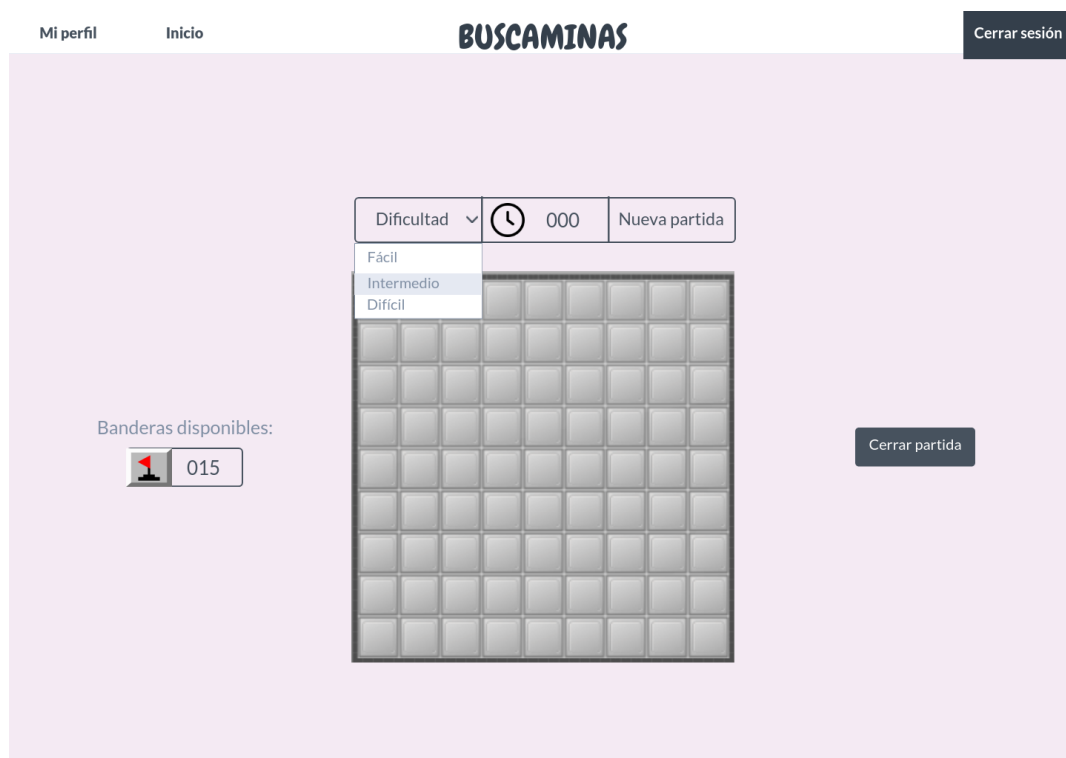 Mi perfil
Inicio
BUSCAMINAS
Cerrar sesión
Dificultad
000
Nueva partida
Fácil
Intermedio
Difícil
Banderas disponibles:
015
Cerrar partida